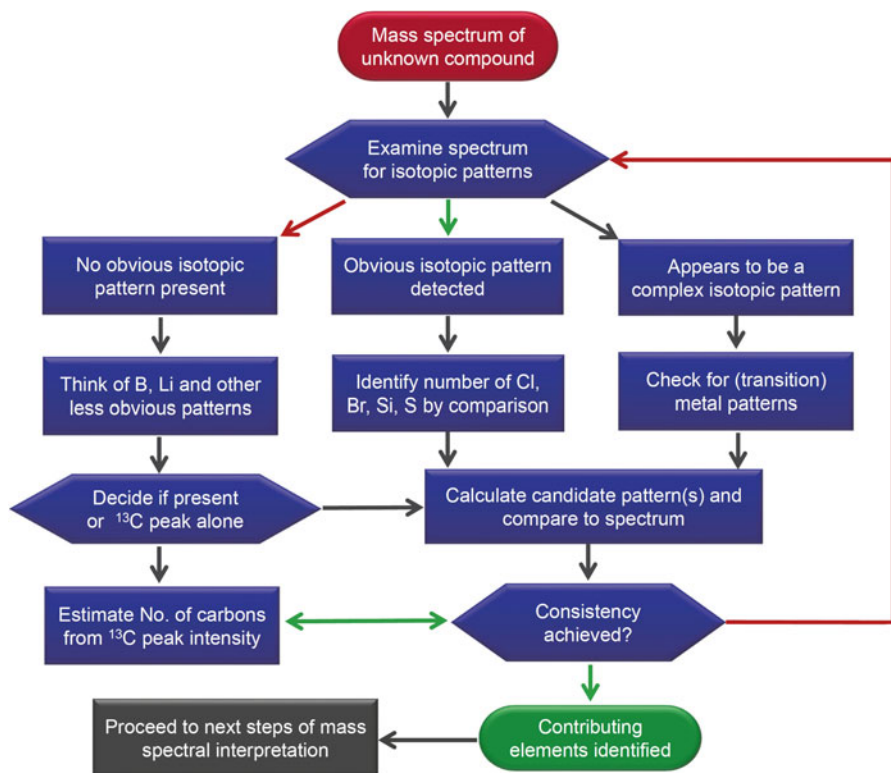 Mass spectrum of
unknown compound
Examine spectrum
for isotopic patterns
No obvious isotopic
pattern present
Obvious isotopic pattern
detected
Appears to be a
complex isotopic pattern
Think of B, Li and other
less obvious patterns
Identify number of Cl,
Br, Si, S by comparison
Check for (transition)
metal patterns
Decide if present
or ¹³C peak alone
Calculate candidate pattern(s) and
compare to spectrum
Estimate No. of carbons
from ¹³C peak intensity
Consistency
achieved?
Proceed to next steps of mass
spectral interpretation
Contributing
elements identified